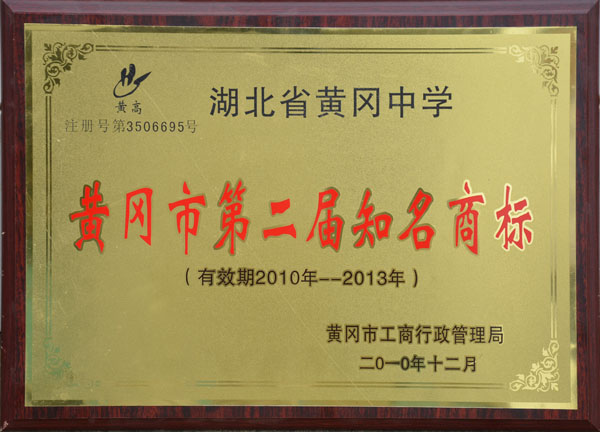 湖北省黄冈中学
黄高
注册号第3506695号
黄冈市第二届知名商标
（有效期2010年--2013年）
黄冈市工商行政管理局
二0一0年十二月